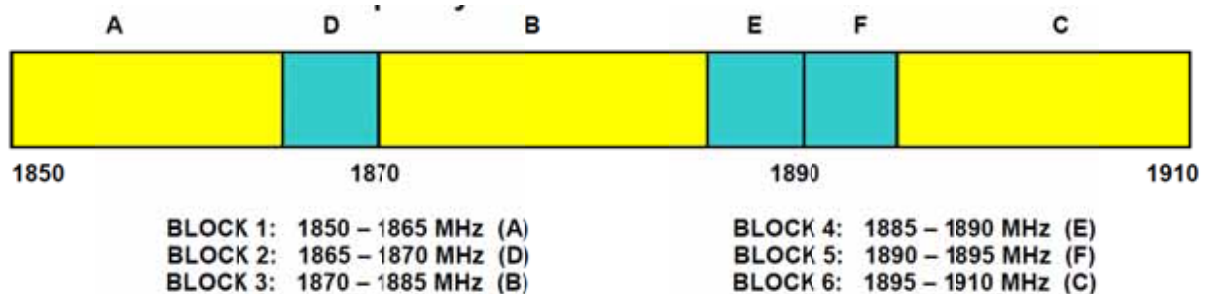 A D B E F C
1850 1870 1890 1910
BLOCK 1: 1850 – 1865 MHz (A)
BLOCK 2: 1865 – 1870 MHz (D)
BLOCK 3: 1870 – 1885 MHz (B)
BLOCK 4: 1885 – 1890 MHz (E)
BLOCK 5: 1890 – 1895 MHz (F)
BLOCK 6: 1895 – 1910 MHz (C)